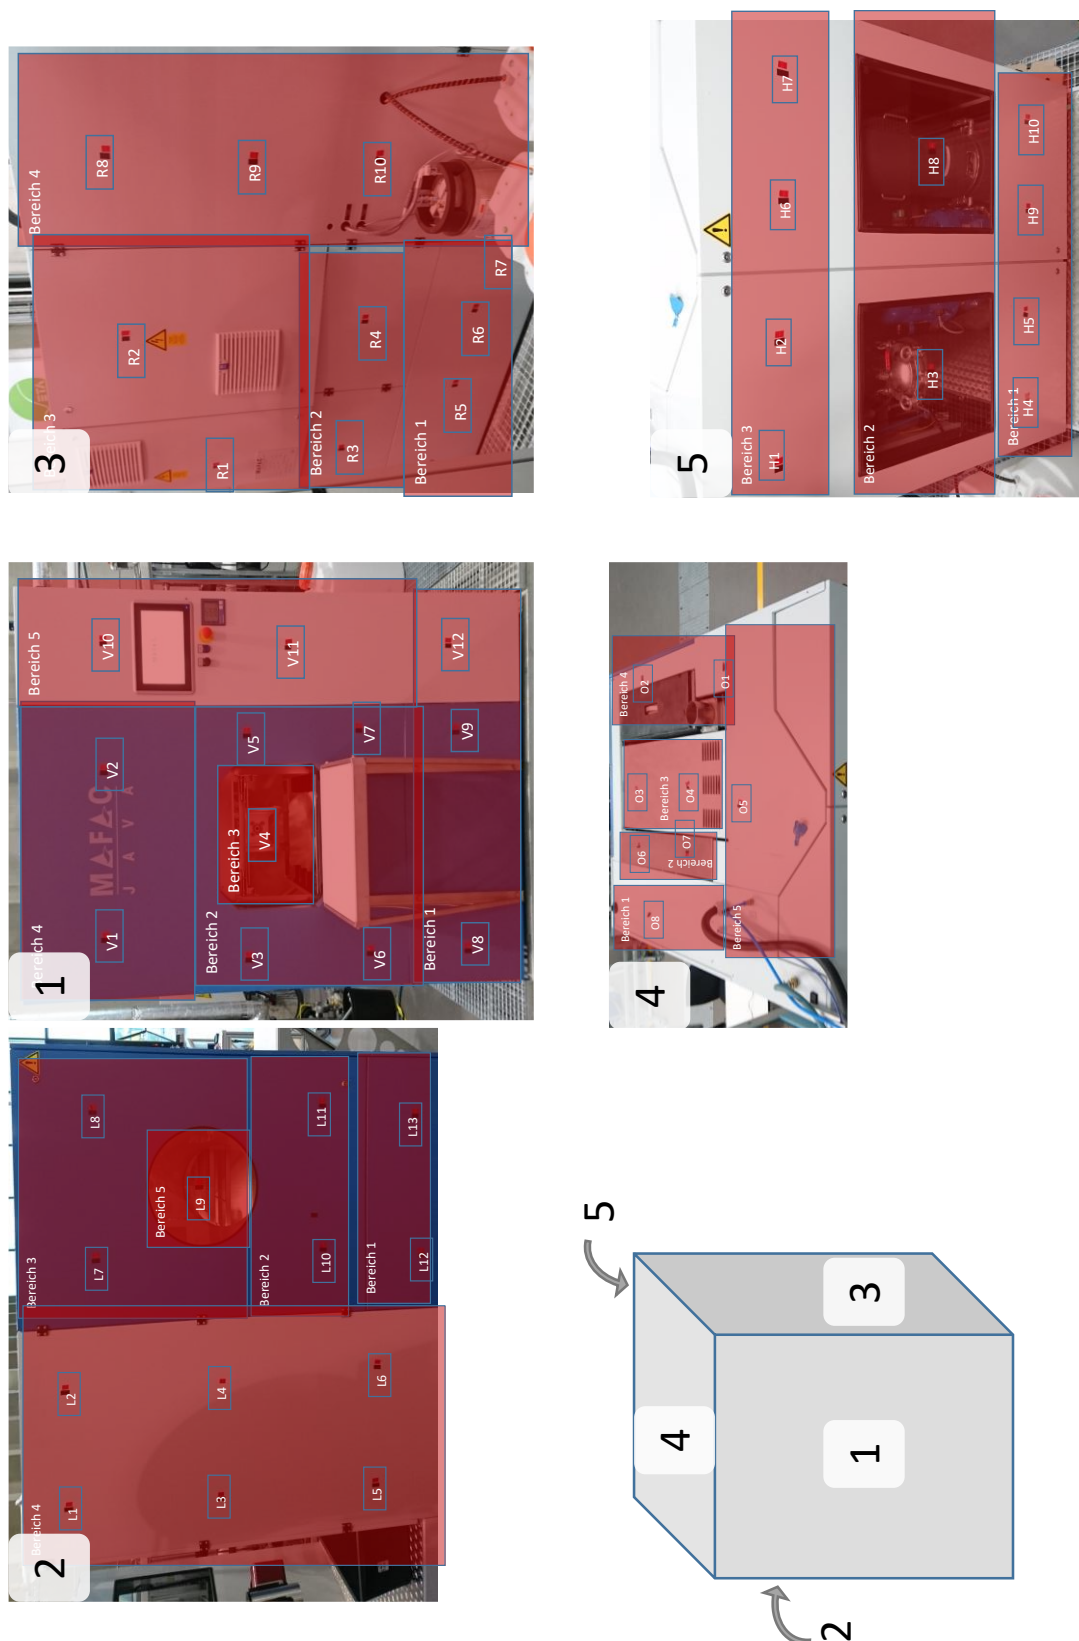 2
Bereich 4
L1
L2
L3
L4
L5
L6
Bereich 3
L7
L8
Bereich 5
L9
Bereich 2
L10
L11
Bereich 1
L12
L13
1
Bereich 4
V1
V2
MAFAC
JAVA
Bereich 5
V10
V11
V12
Bereich 2
V3
V5
Bereich 3
V4
V6
V7
Bereich 1
V8
V9
3
Bereich 3
R1
R2
Bereich 4
R8
R9
R10
Bereich 2
R3
R4
Bereich 1
R5
R6
R7
4
Bereich 1
O8
Bereich 2
O6
O7
Bereich 3
O3
O4
Bereich 4
O2
O1
Bereich 5
O5
5
Bereich 3
H1
H2
H6
H7
Bereich 2
H3
H8
Bereich 1
H4
H5
H9
H10
2
4
1
3
5